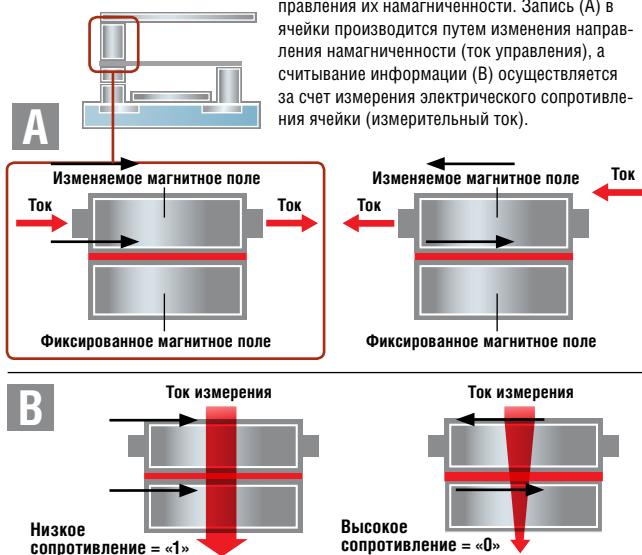 правления их намагниченности. Запись (A) в
ячейки производится путем изменения направ-
ления намагниченности (ток управления), а
считывание информации (B) осуществляется
за счет измерения электрического сопротивле-
ния ячейки (измерительный ток).
A
Изменяемое магнитное поле
Ток
Ток
Фиксированное магнитное поле
Изменяемое магнитное поле
Ток
Ток
Фиксированное магнитное поле
B
Ток измерения
Низкое
сопротивление = «1»
Ток измерения
Высокое
сопротивление = «0»